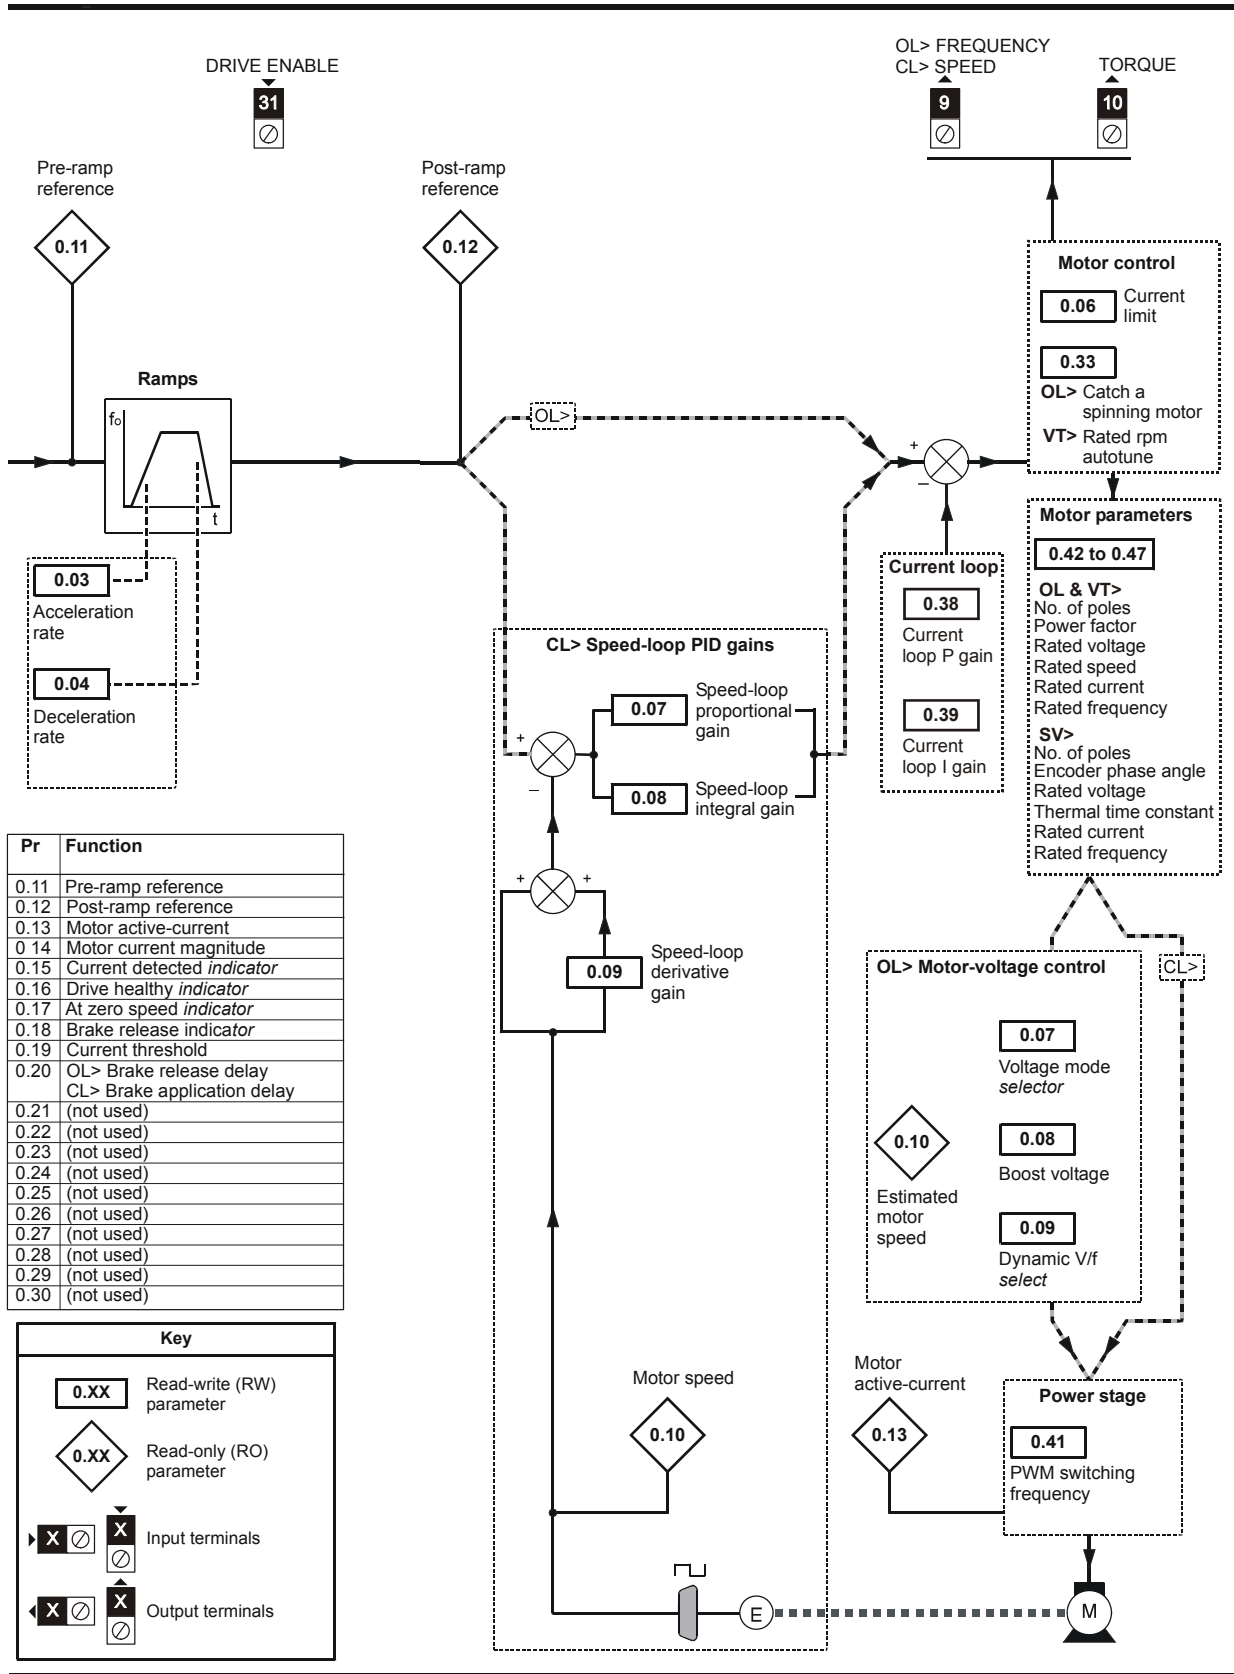 DRIVE ENABLE
31
OL> FREQUENCY
CL> SPEED
9
TORQUE
10
Pre-ramp
reference
0.11
Post-ramp
reference
0.12
Ramps
fo
t
0.03
Acceleration
rate
0.04
Deceleration
rate
OL>
+
–
Motor control
0.06
Current
limit
0.33
OL> Catch a
spinning motor
VT> Rated rpm
autotune
Motor parameters
0.42 to 0.47
OL & VT>
No. of poles
Power factor
Rated voltage
Rated speed
Rated current
Rated frequency
SV>
No. of poles
Encoder phase angle
Rated voltage
Thermal time constant
Rated current
Rated frequency
Current loop
0.38
Current
loop P gain
0.39
Current
loop I gain
CL> Speed-loop PID gains
0.07
Speed-loop
proportional
gain
0.08
Speed-loop
integral gain
+
–
+
+
0.09
Speed-loop
derivative
gain
Pr Function
0.11 Pre-ramp reference
0.12 Post-ramp reference
0.13 Motor active-current
0 14 Motor current magnitude
0.15 Current detected indicator
0.16 Drive healthy indicator
0.17 At zero speed indicator
0.18 Brake release indicator
0.19 Current threshold
0.20 OL> Brake release delay
CL> Brake application delay
0.21 (not used)
0.22 (not used)
0.23 (not used)
0.24 (not used)
0.25 (not used)
0.26 (not used)
0.27 (not used)
0.28 (not used)
0.29 (not used)
0.30 (not used)
OL> Motor-voltage control
CL>
0.07
Voltage mode
selector
0.10
Estimated
motor
speed
0.08
Boost voltage
0.09
Dynamic V/f
select
Key
0.XX
Read-write (RW)
parameter
0.XX
Read-only (RO)
parameter
X
X
Input terminals
X
X
Output terminals
Motor speed
0.10
Motor
active-current
0.13
Power stage
0.41
PWM switching
frequency
E
M